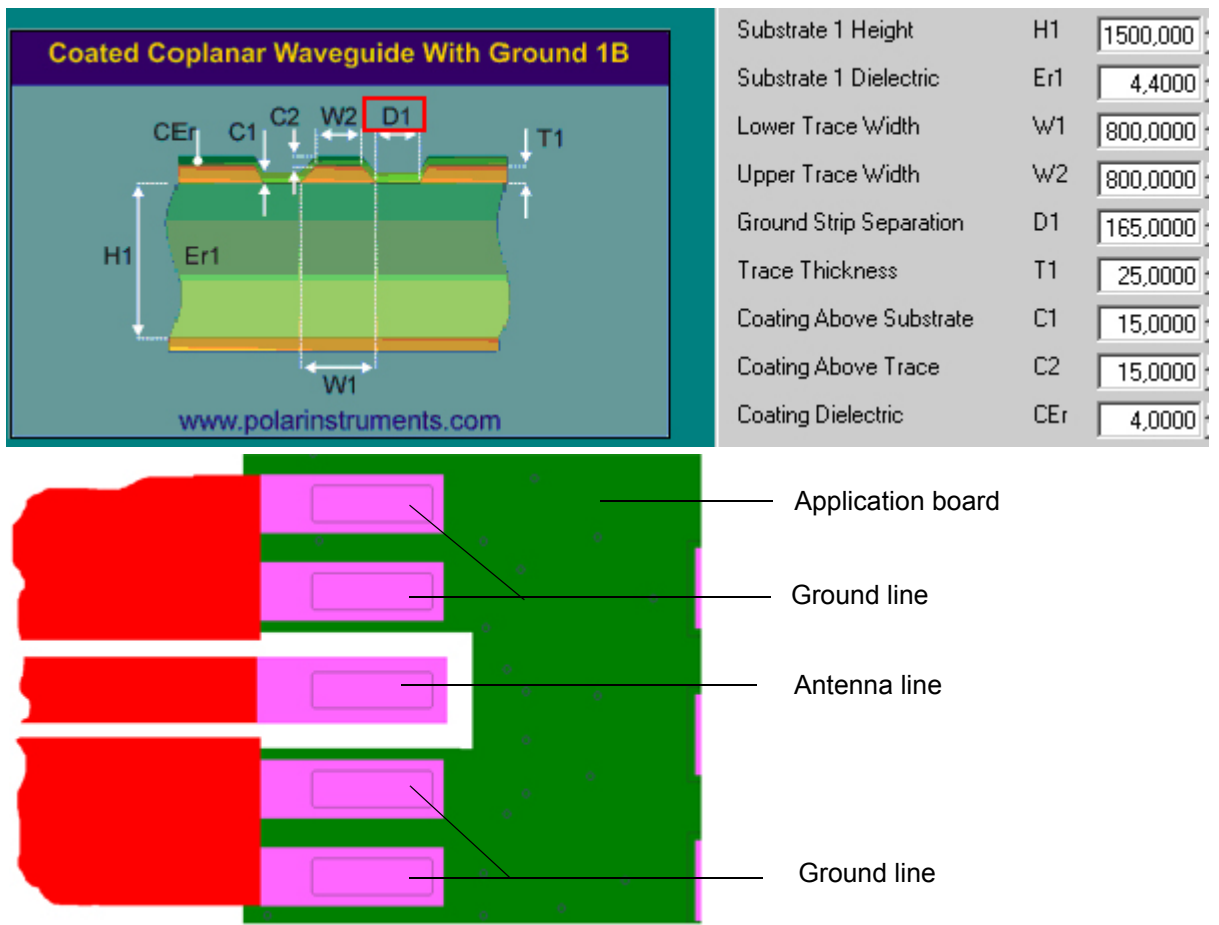 Coated Coplanar Waveguide With Ground 1B
CEr
C1
C2
W2
D1
T1
H1
Er1
W1
www.polarinstruments.com
Substrate 1 Height H1 1500,000
Substrate 1 Dielectric Er1 4,4000
Lower Trace Width W1 800,0000
Upper Trace Width W2 800,0000
Ground Strip Separation D1 165,0000
Trace Thickness T1 25,0000
Coating Above Substrate C1 15,0000
Coating Above Trace C2 15,0000
Coating Dielectric CEr 4,0000
Application board
Ground line
Antenna line
Ground line